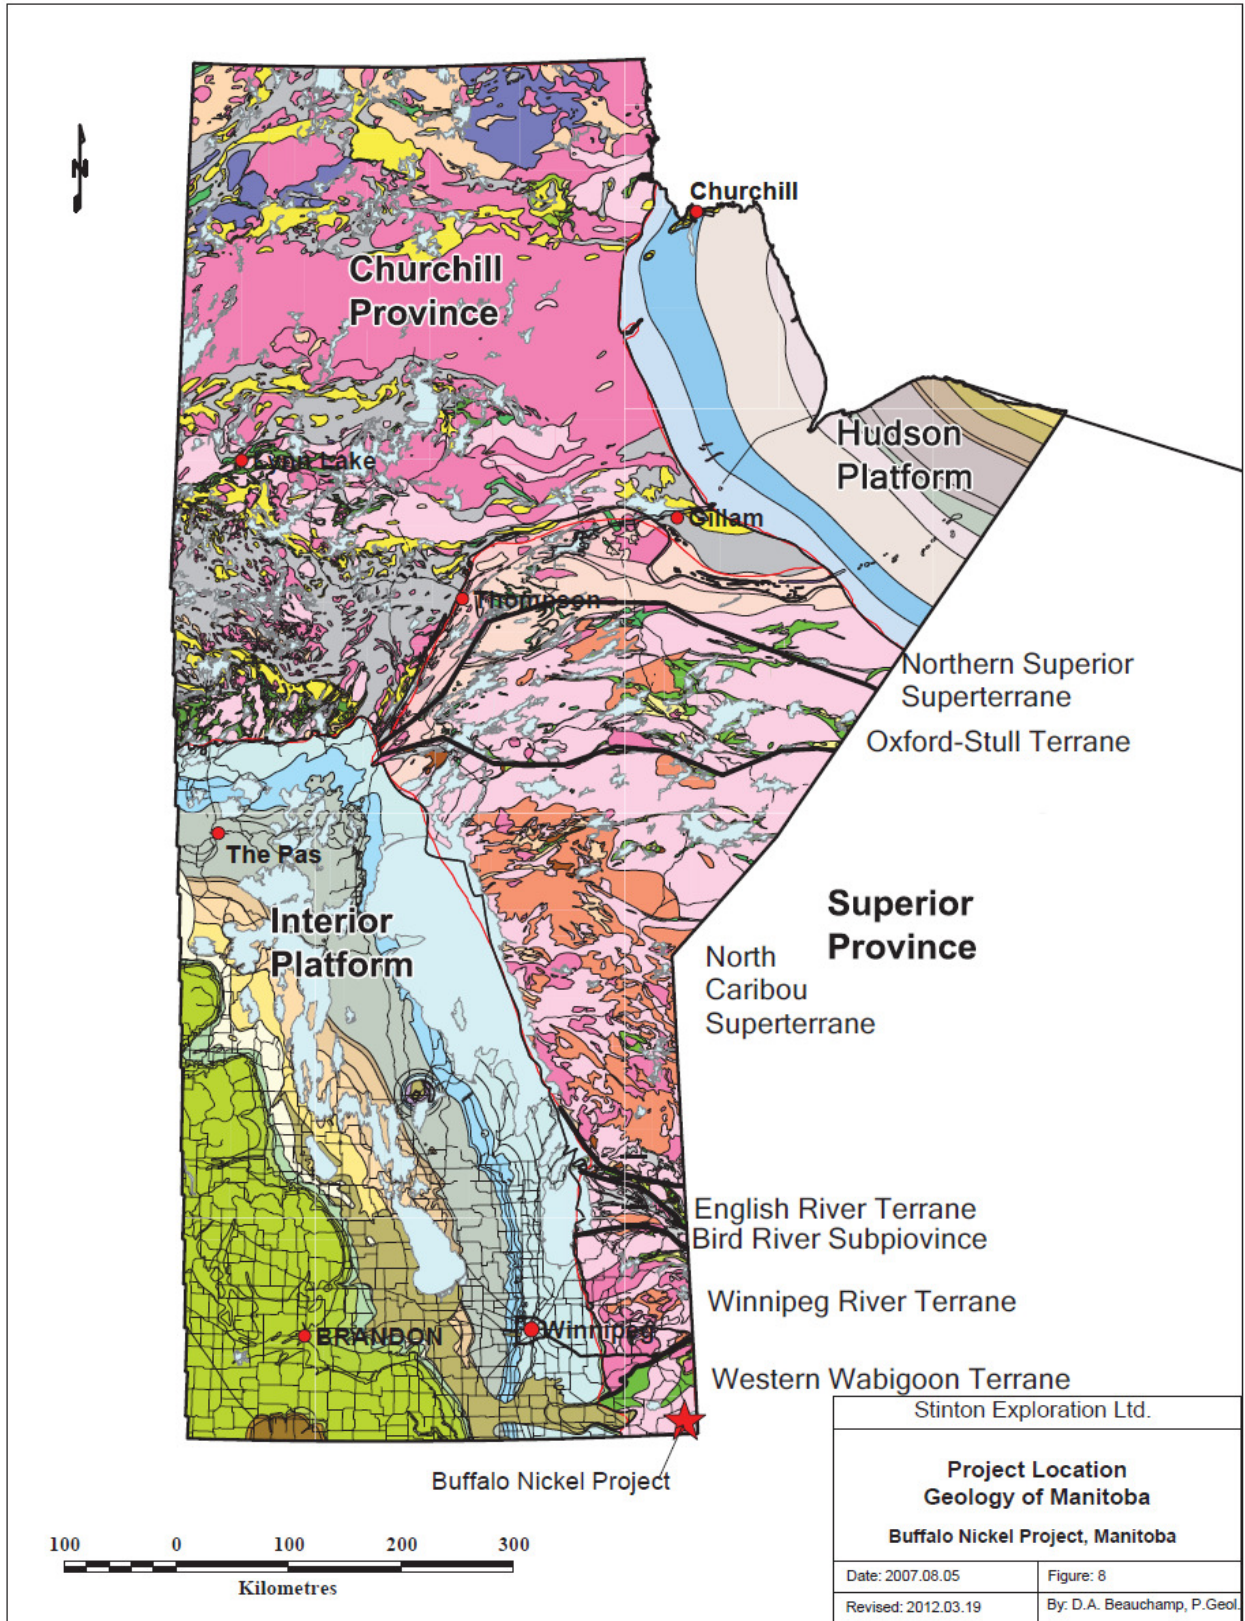 N
Churchill
Churchill
Province
Hudson
Platform
Lynn Lake
Gillam
Thompson
Northern Superior
Superterrane
Oxford-Stull Terrane
The Pas
Interior
Platform
Superior
Province
North
Caribou
Superterrane
English River Terrane
Bird River Subpiovince
Winnipeg River Terrane
BRANDON
Winnipeg
Western Wabigoon Terrane
Buffalo Nickel Project
Stinton Exploration Ltd.
Project Location
Geology of Manitoba
Buffalo Nickel Project, Manitoba
Date: 2007.08.05
Figure: 8
Revised: 2012.03.19
By: D.A. Beauchamp, P.Geol.
100 0 100 200 300
Kilometres